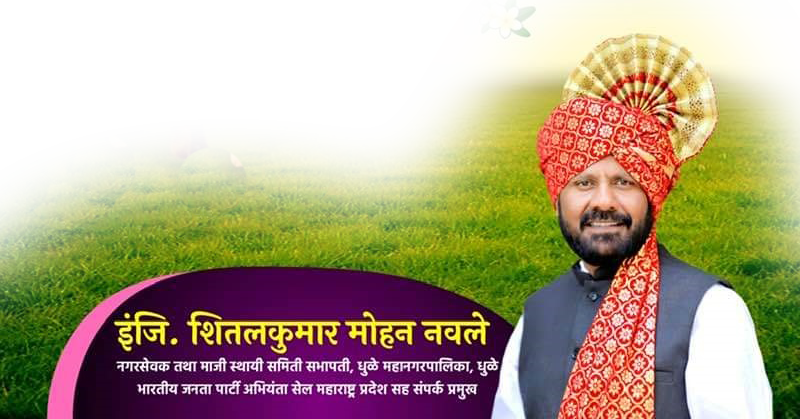 इंजि. शितलकुमार मोहन नवले
नगरसेवक तथा माजी स्थायी समिती सभापती, धुळे महानगरपालिका, धुळे
भारतीय जनता पार्टी अभियंता सेल महाराष्ट्र प्रदेश सह संपर्क प्रमुख